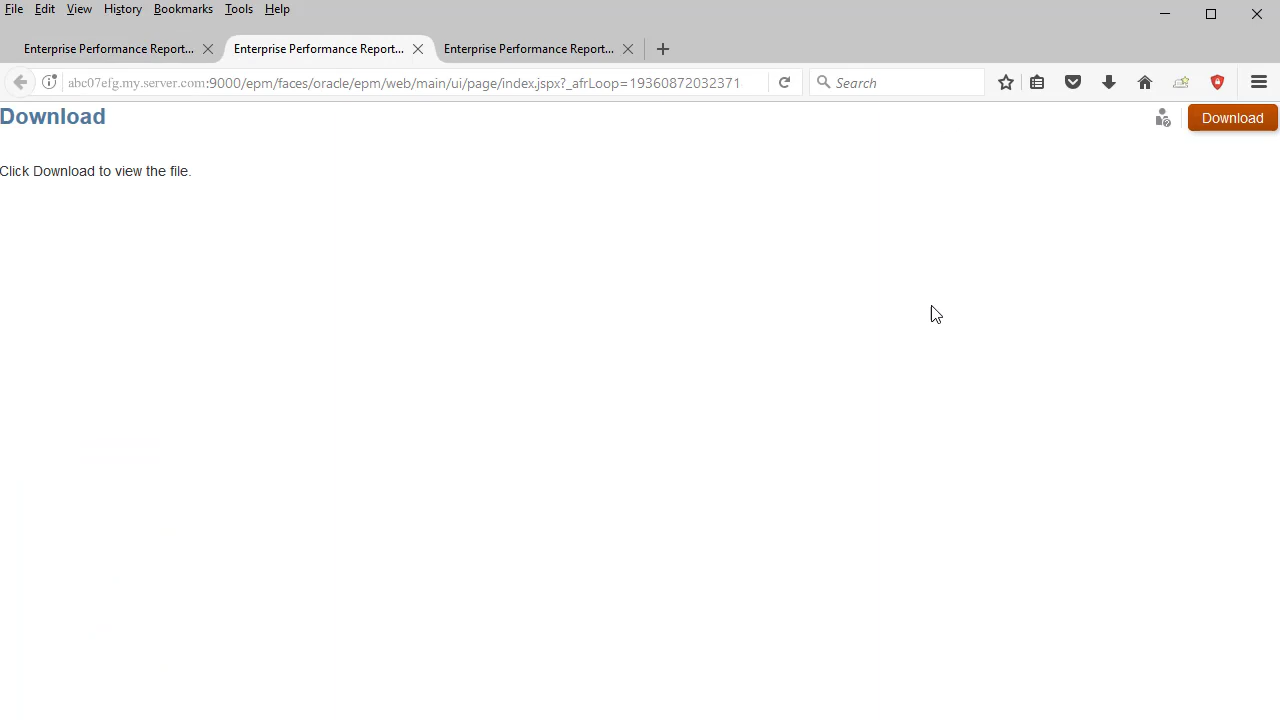 File Edit View History Bookmarks Tools Help
Enterprise Performance Report... Enterprise Performance Report... Enterprise Performance Report...
abc07efg.my.server.com:9000/epm/faces/oracle/epm/web/main/ui/page/index.jspx?_afrLoop=19360872032371 Search
Download Download
Click Download to view the file.